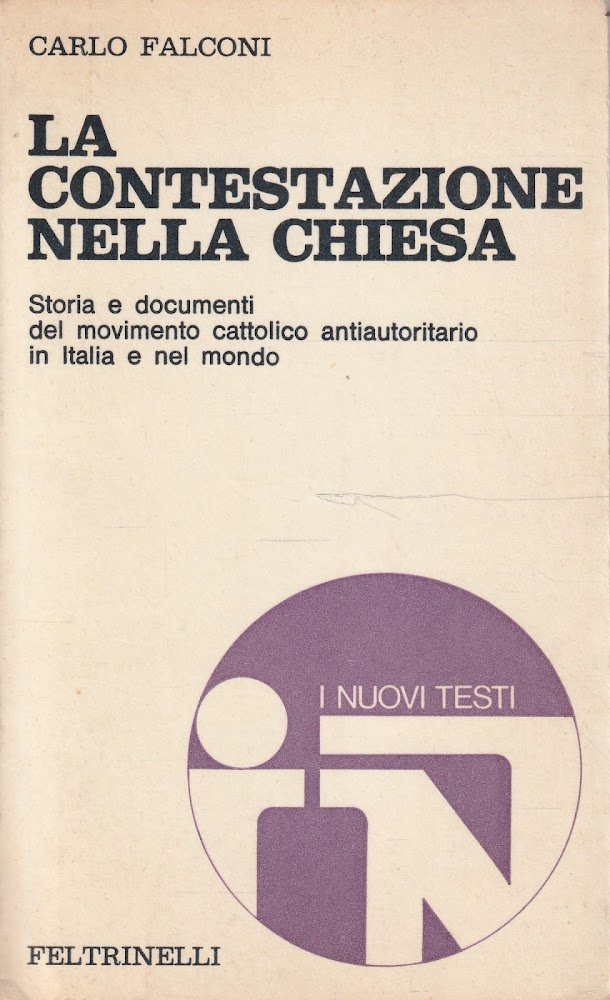 CARLO FALCONI
LA
CONTESTAZIONE
NELLA CHIESA
Storia e documenti
del movimento cattolico antiautoritario
in Italia e nel mondo
I NUOVI TESTI
iN
FELTRINELLI